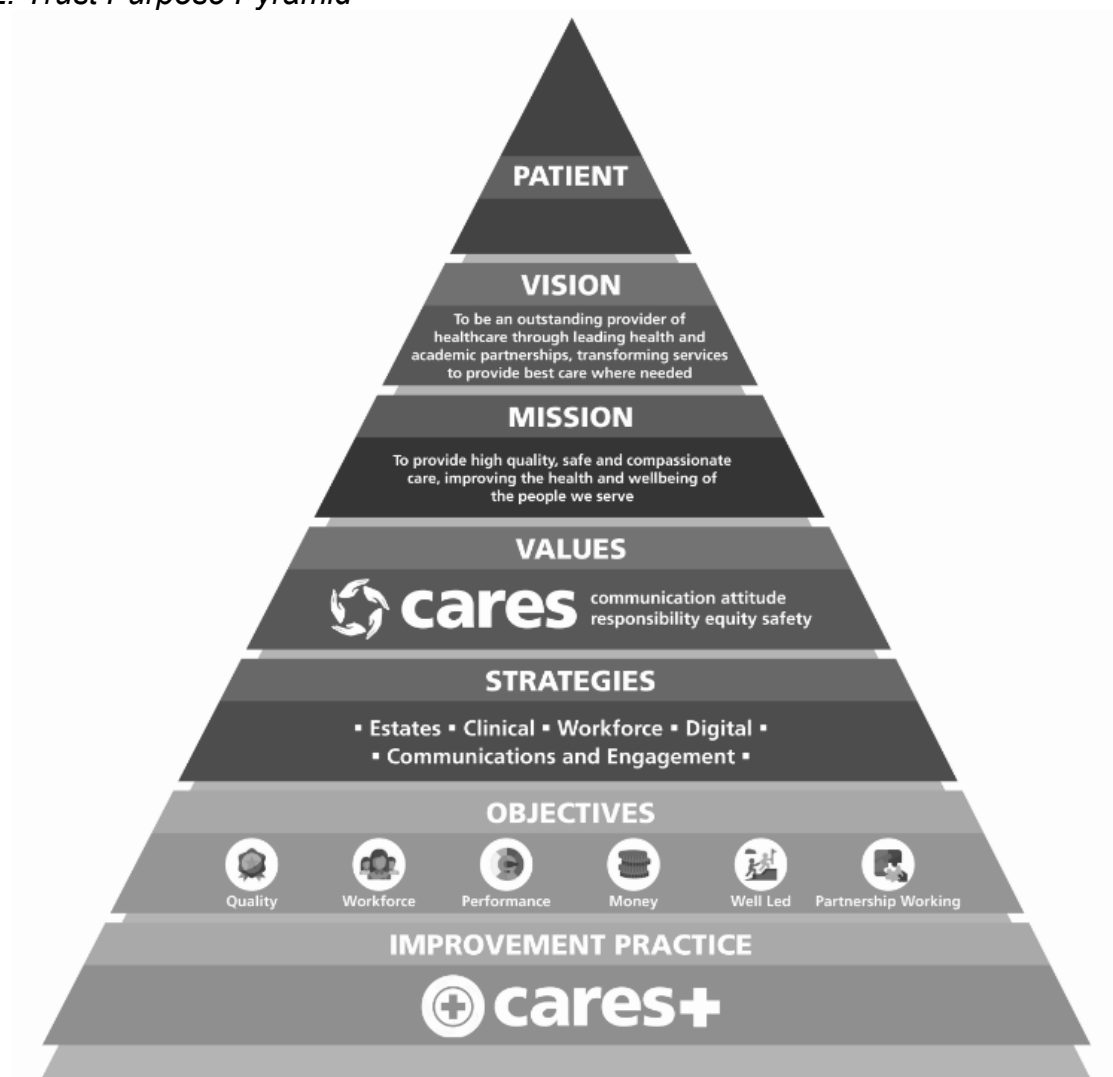 Trust Purpose Pyramid
PATIENT
VISION
To be an outstanding provider of
healthcare through leading health and
academic partnerships, transforming services
to provide best care where needed
MISSION
To provide high quality, safe and compassionate
care, improving the health and wellbeing of
the people we serve
VALUES
cares
communication attitude
responsibility equity safety
STRATEGIES
▪ Estates ▪ Clinical ▪ Workforce ▪ Digital ▪
▪ Communications and Engagement ▪
OBJECTIVES
Quality Workforce Performance Money Well Led Partnership Working
IMPROVEMENT PRACTICE
cares+